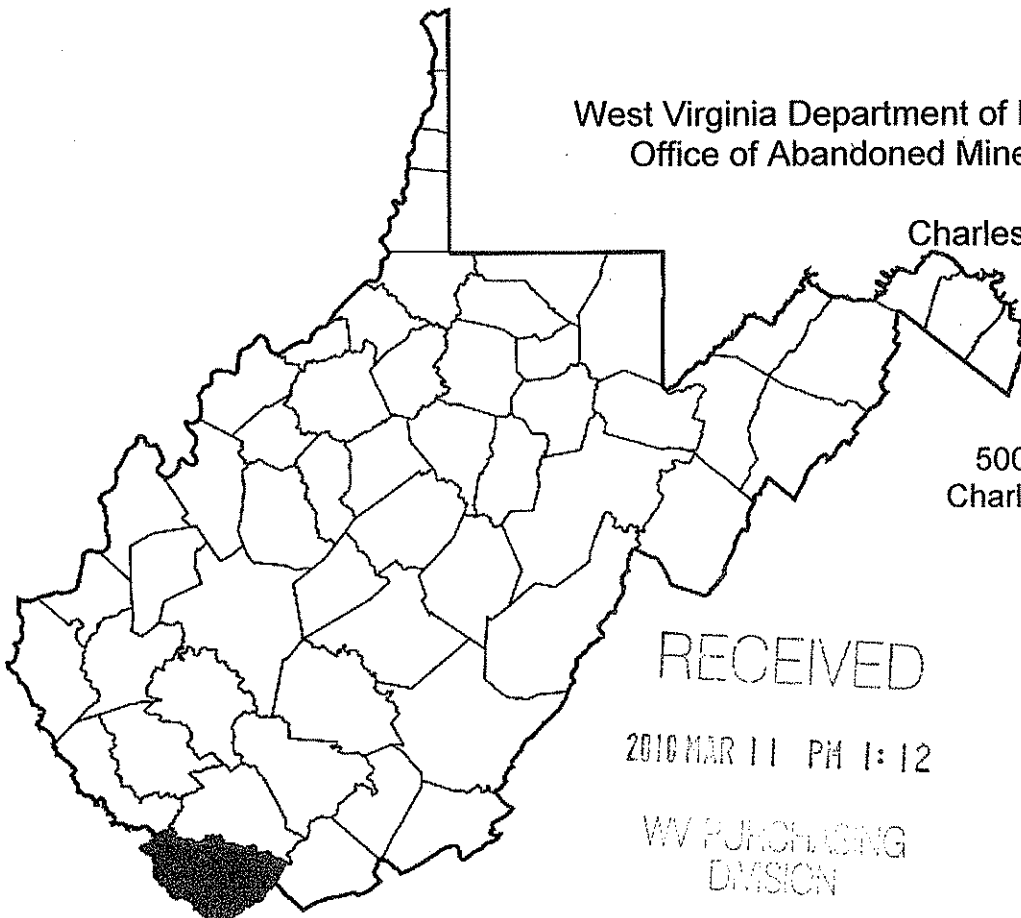 West Virginia Department of
Office of Abandoned Mine
Charles
500
Charl
RECEIVED
2010 MAR 11 PM 1:12
WV PURCHASING
DIVISION